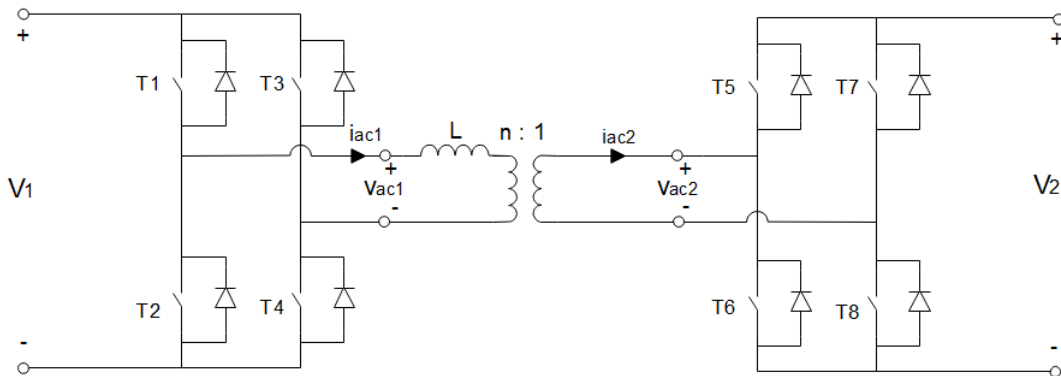 +
+
T1
T3
T5
T7
+
iac1
L
n : 1
iac2
+
Vac1
-
+
Vac2
-
V1
V2
T2
T4
T6
T8
-
-